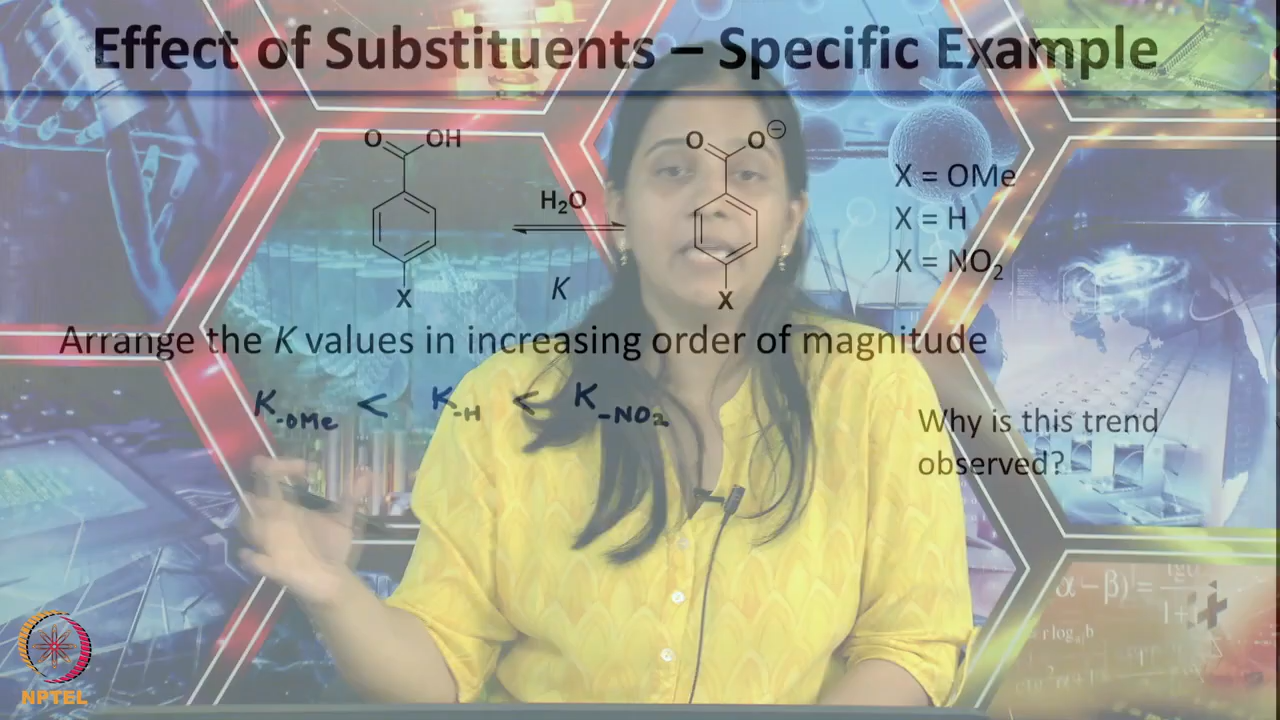 Effect of Substituents – Specific Example
O OH
O O⊖
H₂O
K
X
X
X = OMe
X = H
X = NO₂
Arrange the K values in increasing order of magnitude
K-OMe < K-H < K-NO₂
Why is this trend
observed?
α – β) =
NPTEL